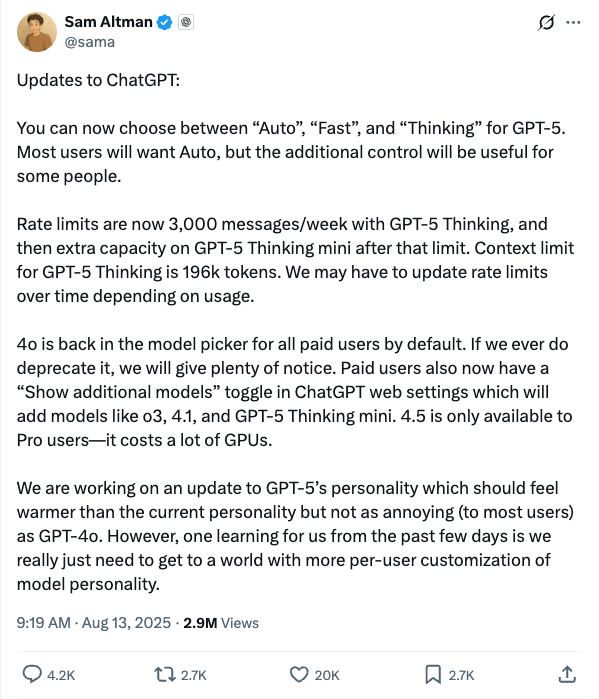 Sam Altman
@sama
Updates to ChatGPT:
You can now choose between “Auto”, “Fast”, and “Thinking” for GPT-5.
Most users will want Auto, but the additional control will be useful for
some people.
Rate limits are now 3,000 messages/week with GPT-5 Thinking, and
then extra capacity on GPT-5 Thinking mini after that limit. Context limit
for GPT-5 Thinking is 196k tokens. We may have to update rate limits
over time depending on usage.
4o is back in the model picker for all paid users by default. If we ever do
deprecate it, we will give plenty of notice. Paid users also now have a
“Show additional models” toggle in ChatGPT web settings which will
add models like o3, 4.1, and GPT-5 Thinking mini. 4.5 is only available to
Pro users—it costs a lot of GPUs.
We are working on an update to GPT-5’s personality which should feel
warmer than the current personality but not as annoying (to most users)
as GPT-4o. However, one learning for us from the past few days is we
really just need to get to a world with more per-user customization of
model personality.
9:19 AM · Aug 13, 2025 · 2.9M Views
4.2K 2.7K 20K 2.7K